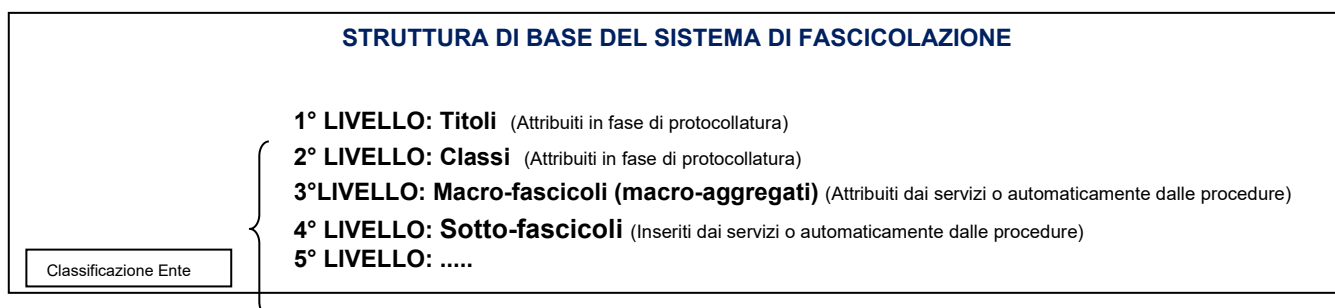 STRUTTURA DI BASE DEL SISTEMA DI FASCICOLAZIONE
1° LIVELLO: Titoli (Attribuiti in fase di protocollatura)
2° LIVELLO: Classi (Attribuiti in fase di protocollatura)
3°LIVELLO: Macro-fascicoli (macro-aggregati) (Attribuiti dai servizi o automaticamente dalle procedure)
4° LIVELLO: Sotto-fascicoli (Inseriti dai servizi o automaticamente dalle procedure)
5° LIVELLO: .....
Classificazione Ente